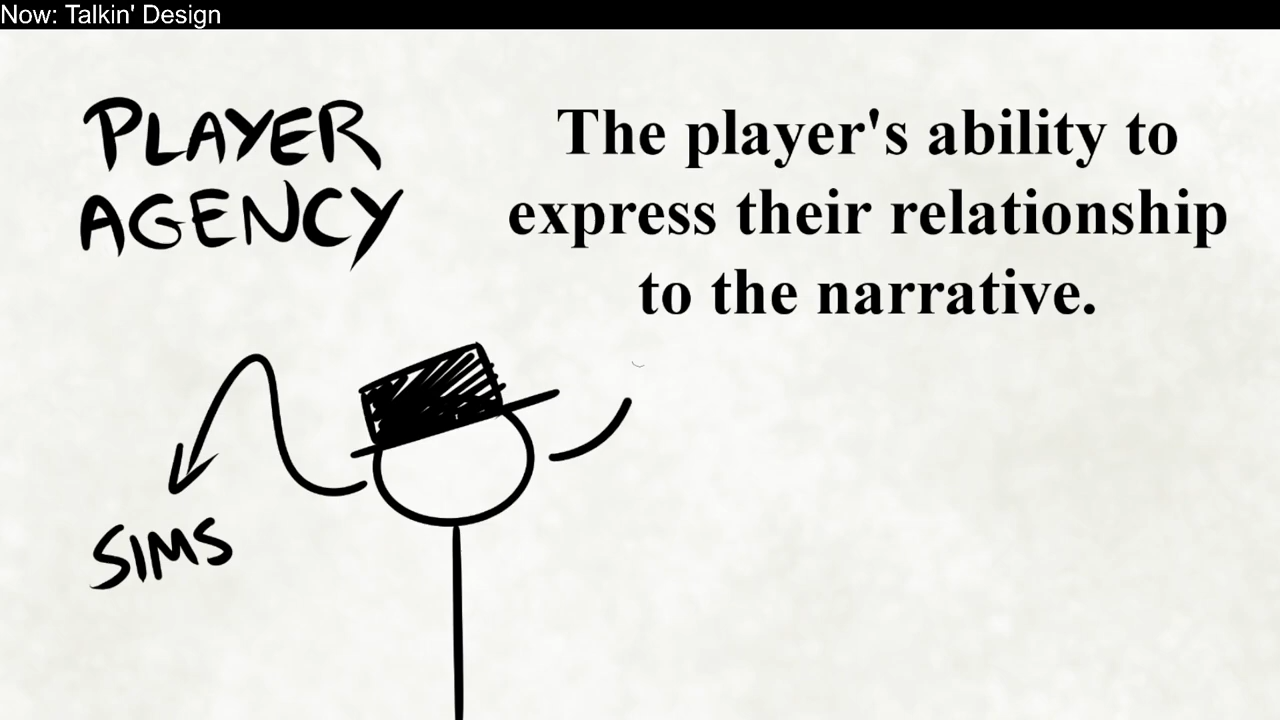 Now: Talkin' Design
PLAYER
AGENCY
The player's ability to
express their relationship
to the narrative.
SIMS